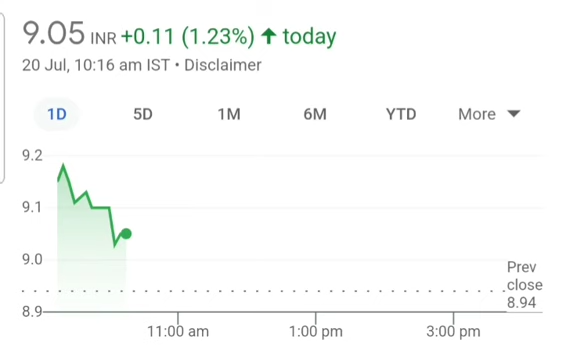 9.05 INR +0.11 (1.23%) ↑ today
20 Jul, 10:16 am IST • Disclaimer
1D 5D 1M 6M YTD More ▼
9.2
9.1
9.0
Prev
close
8.94
8.9
11:00 am 1:00 pm 3:00 pm